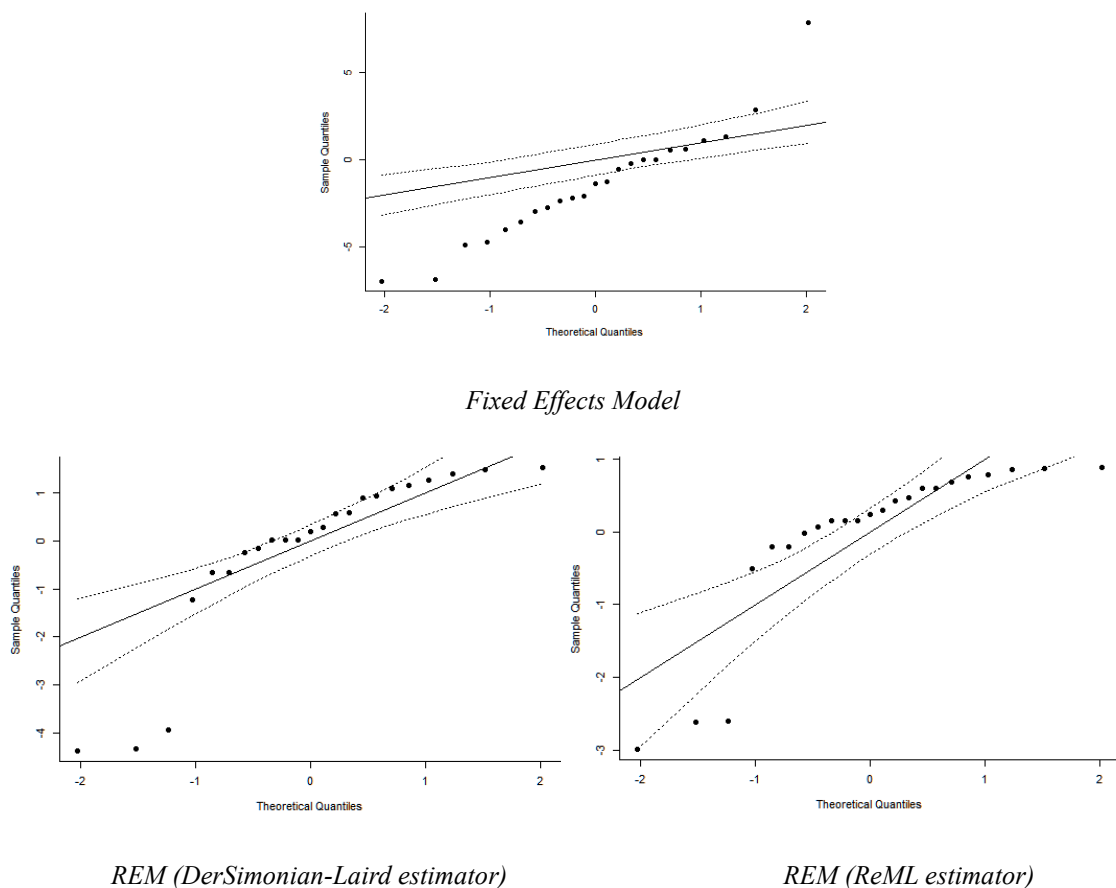 5
0
-5
Sample Quantiles
-2 -1 0 1 2
Theoretical Quantiles
Fixed Effects Model
1
0
-1
-2
-3
-4
Sample Quantiles
-2 -1 0 1 2
Theoretical Quantiles
1
0
-1
-2
-3
Sample Quantiles
-2 -1 0 1 2
Theoretical Quantiles
REM (DerSimonian-Laird estimator) REM (ReML estimator)